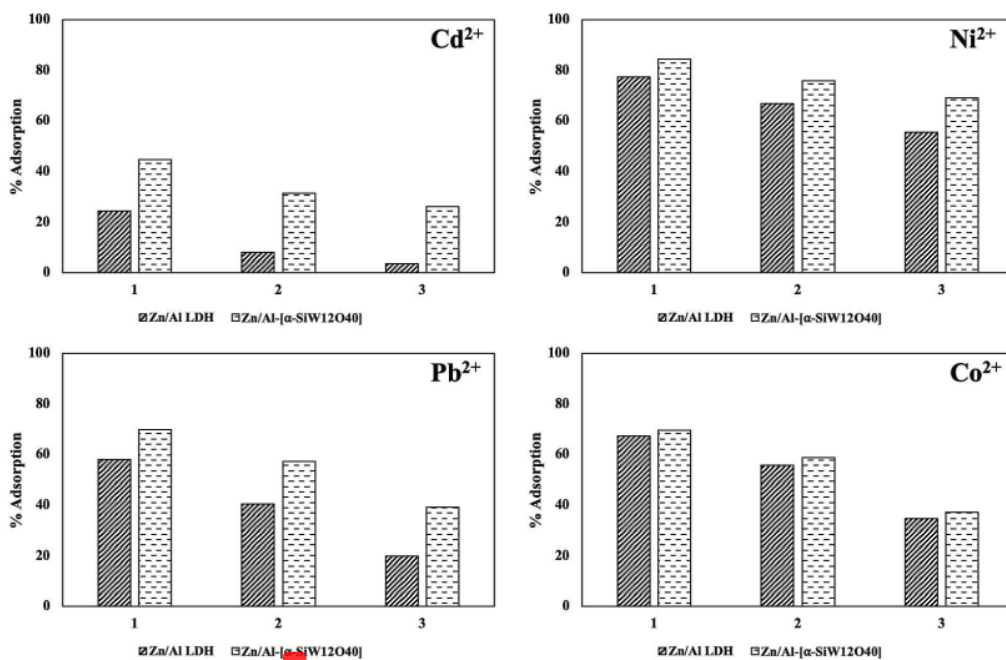 Cd2+
% Adsorption
100
80
60
40
20
0
1 2 3
Zn/Al LDH Zn/Al-[α-SiW12O40]
Ni2+
% Adsorption
100
80
60
40
20
0
1 2 3
Zn/Al LDH Zn/Al-[α-SiW12O40]
Pb2+
% Adsorption
100
80
60
40
20
0
1 2 3
Zn/Al LDH Zn/Al-[α-SiW12O40]
Co2+
% Adsorption
100
80
60
40
20
0
1 2 3
Zn/Al LDH Zn/Al-[α-SiW12O40]